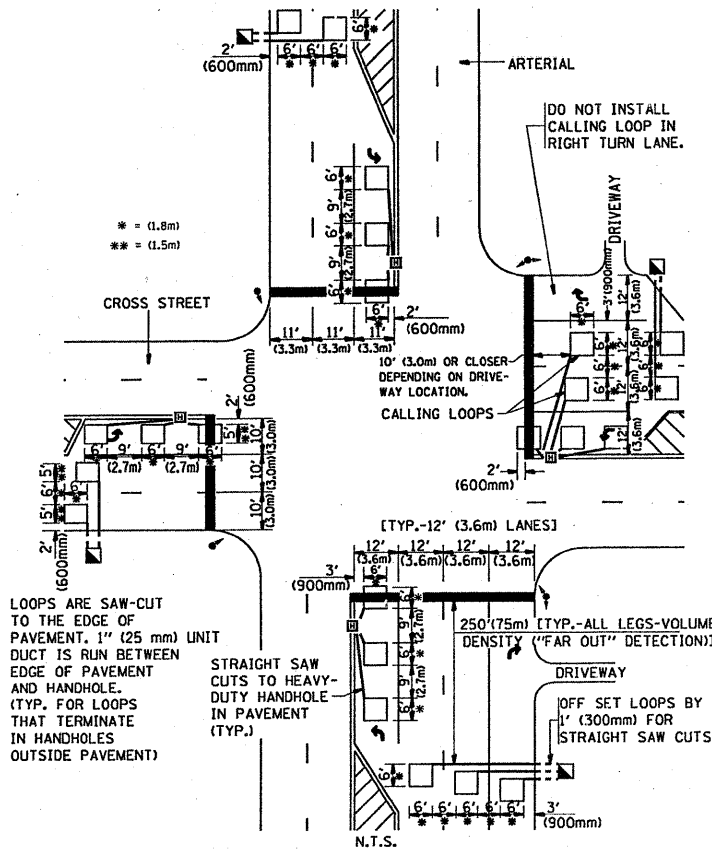 6' 6' 6'
* * *
6'
*
2'
(600mm)
ARTERIAL
DO NOT INSTALL
CALLING LOOP IN
RIGHT TURN LANE.
DRIVEWAY
* = (1.8m)
** = (1.5m)
CROSS STREET
6'
*
9'
(2.7m)
6'
*
9'
(2.7m)
6'
*
H
6'
*
2'
(600mm)
11' 11' 11'
(3.3m) (3.3m) (3.3m)
3'(900mm)
12'
(3.6m)
6'
*
6' 12' 6'
* (3.6m) *
6' 12' 6'
* (3.6m) *
12'
(3.6m)
10' (3.0m) OR CLOSER
DEPENDING ON DRIVE-
WAY LOCATION.
CALLING LOOPS
H
2'
(600mm)
2'
(600mm)
H
5'
**
10'
(3.0m)
6' 9' 6' 9' 6'
* (2.7m) * (2.7m) *
10'
(3.0m)
10'
(3.0m)
5'
**
6'
*
5'
**
6'
*
2'
(600mm)
[TYP.-12' (3.6m) LANES]
12' 12' 12' 12'
(3.6m) (3.6m) (3.6m) (3.6m)
3'
(900mm)
6'
*
6'
*
H
9'
(2.7m)
6'
*
9'
(2.7m)
6'
*
LOOPS ARE SAW-CUT
TO THE EDGE OF
PAVEMENT. 1" (25 mm) UNIT
DUCT IS RUN BETWEEN
EDGE OF PAVEMENT
AND HANDHOLE.
(TYP. FOR LOOPS
THAT TERMINATE
IN HANDHOLES
OUTSIDE PAVEMENT)
STRAIGHT SAW
CUTS TO HEAVY-
DUTY HANDHOLE
IN PAVEMENT
(TYP.)
250'(75m) [TYP.-ALL LEGS-VOLUME
DENSITY ("FAR OUT" DETECTION)]
DRIVEWAY
OFF SET LOOPS BY
1' (300mm) FOR
STRAIGHT SAW CUTS
6'
*
6' 6' 6' 6' 6'
* * * * *
3'
(900mm)
N.T.S.